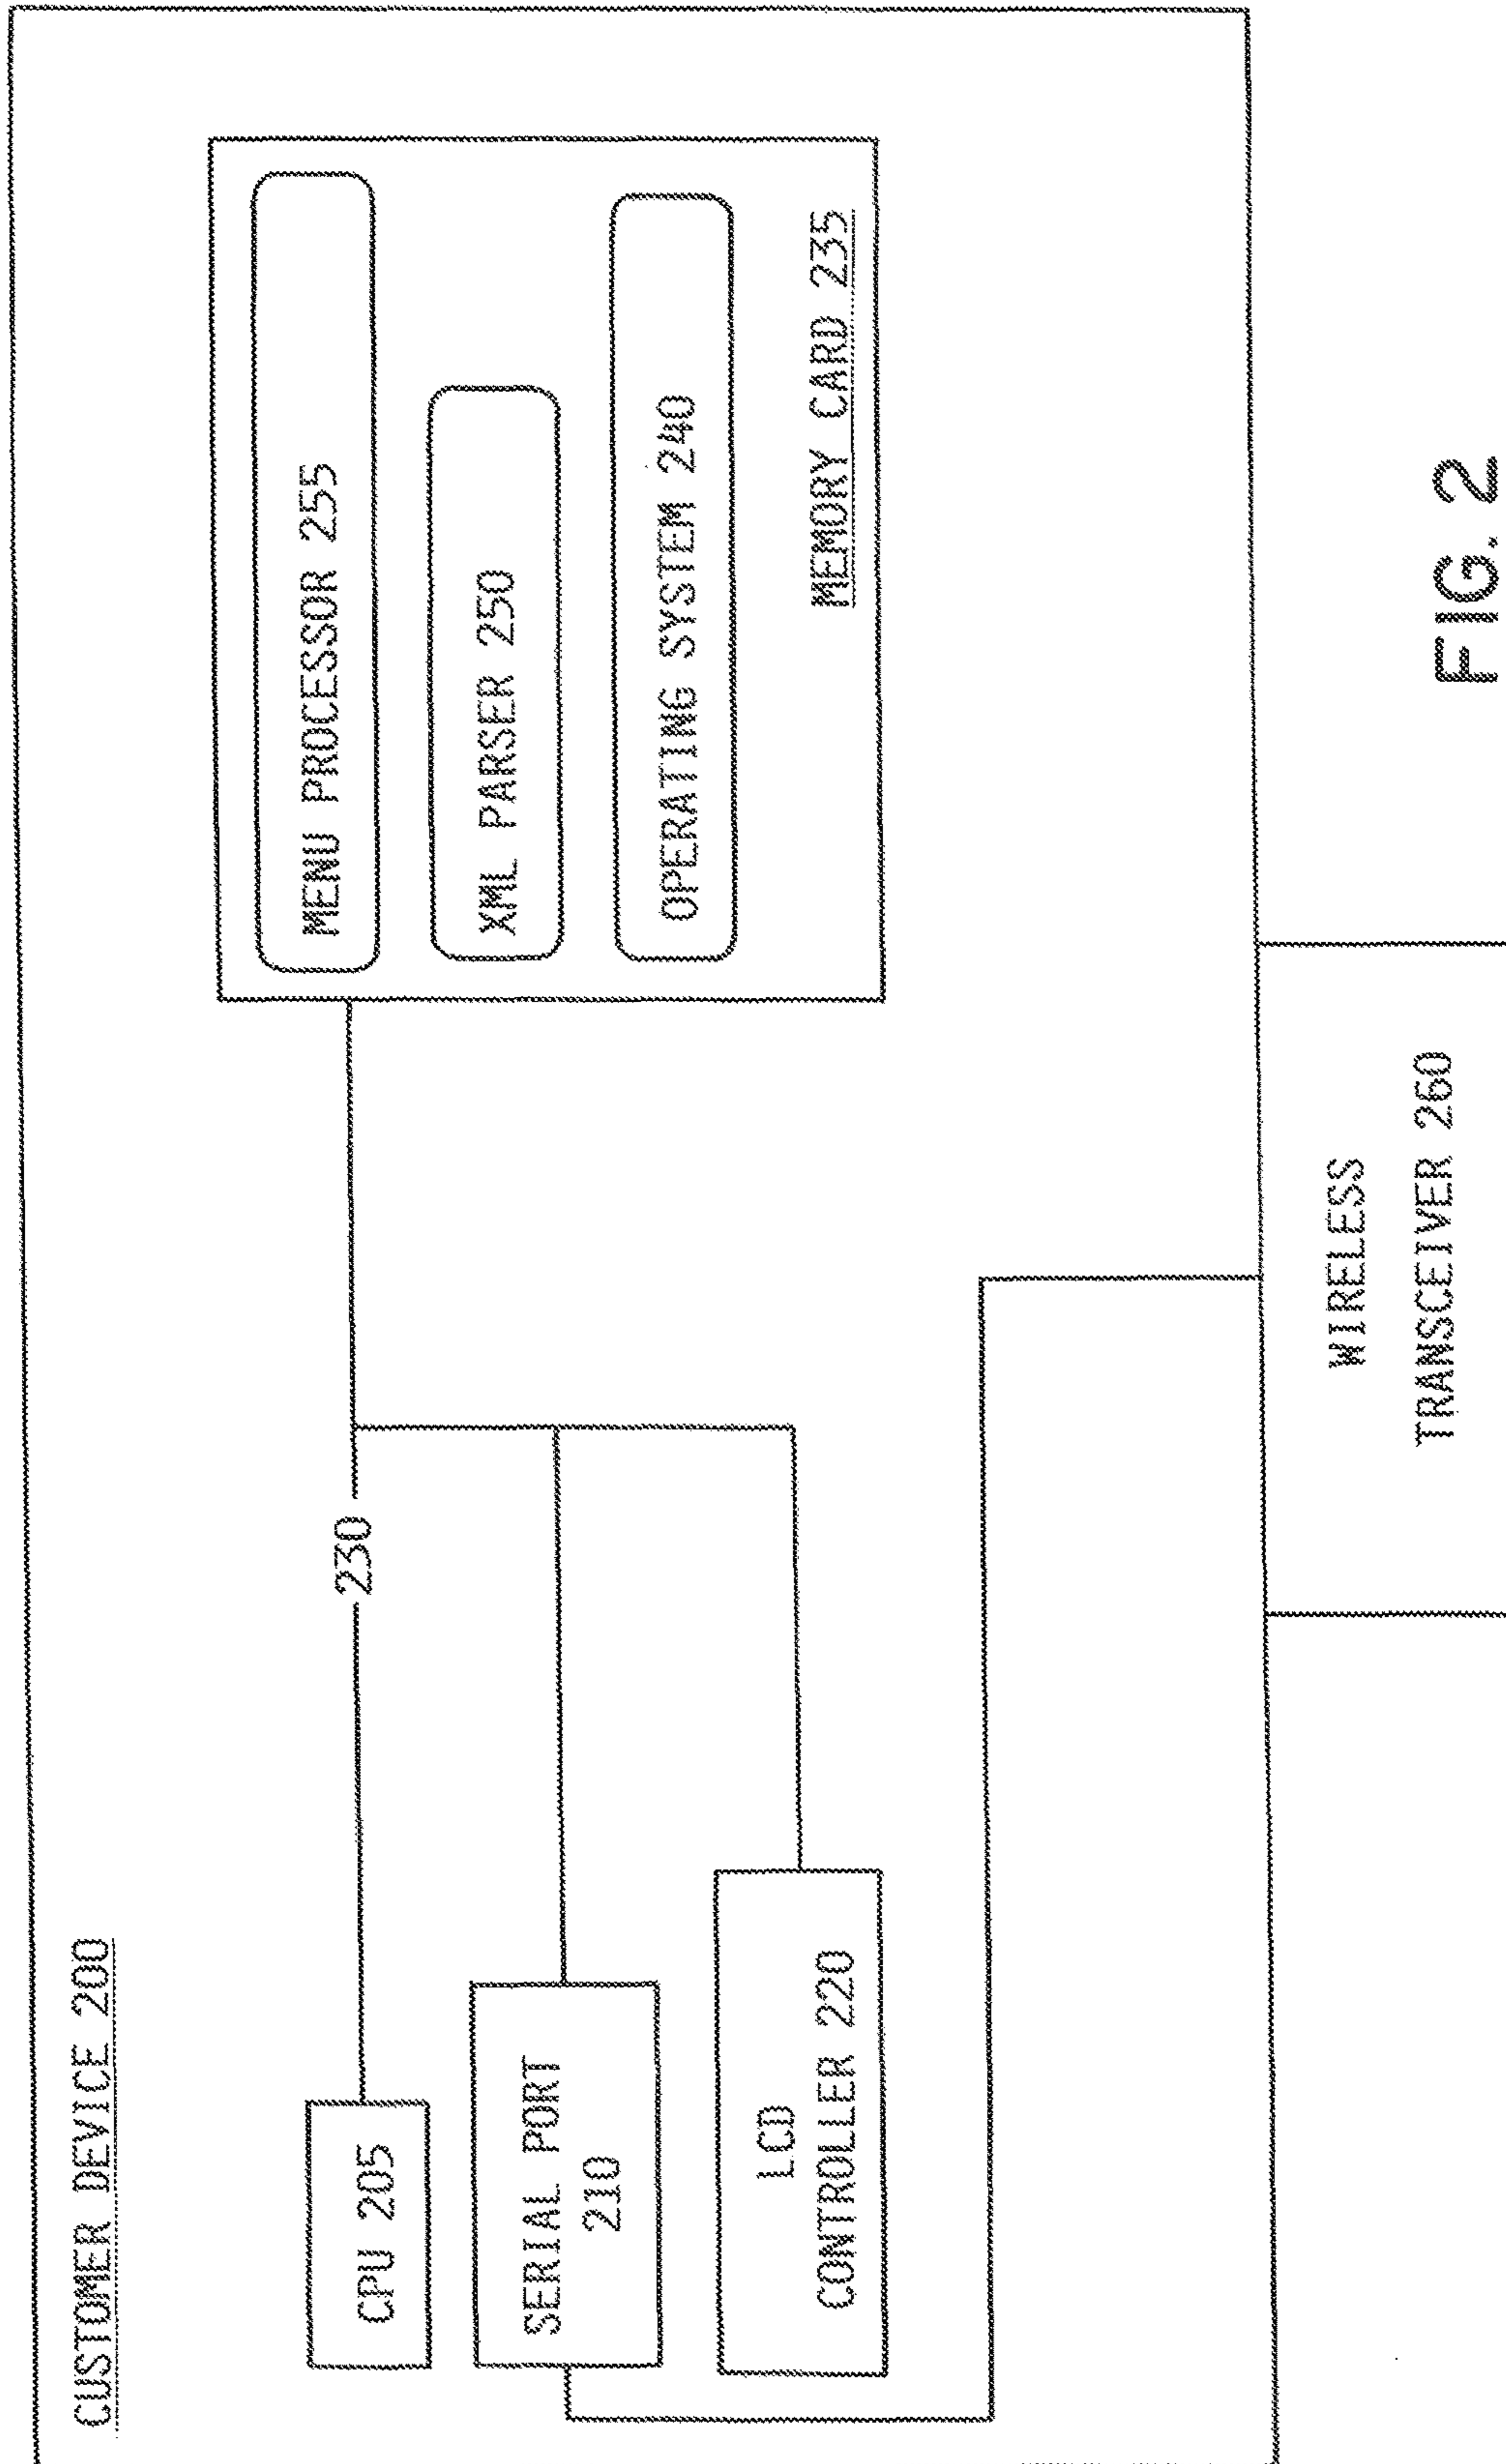 CUSTOMER DEVICE 200
CPU 205
230
SERIAL PORT
210
LCD
CONTROLLER 220
MENU PROCESSOR 255
XML PARSER 250
OPERATING SYSTEM 240
MEMORY CARD 235
WIRELESS
TRANSCEIVER 260
FIG. 2